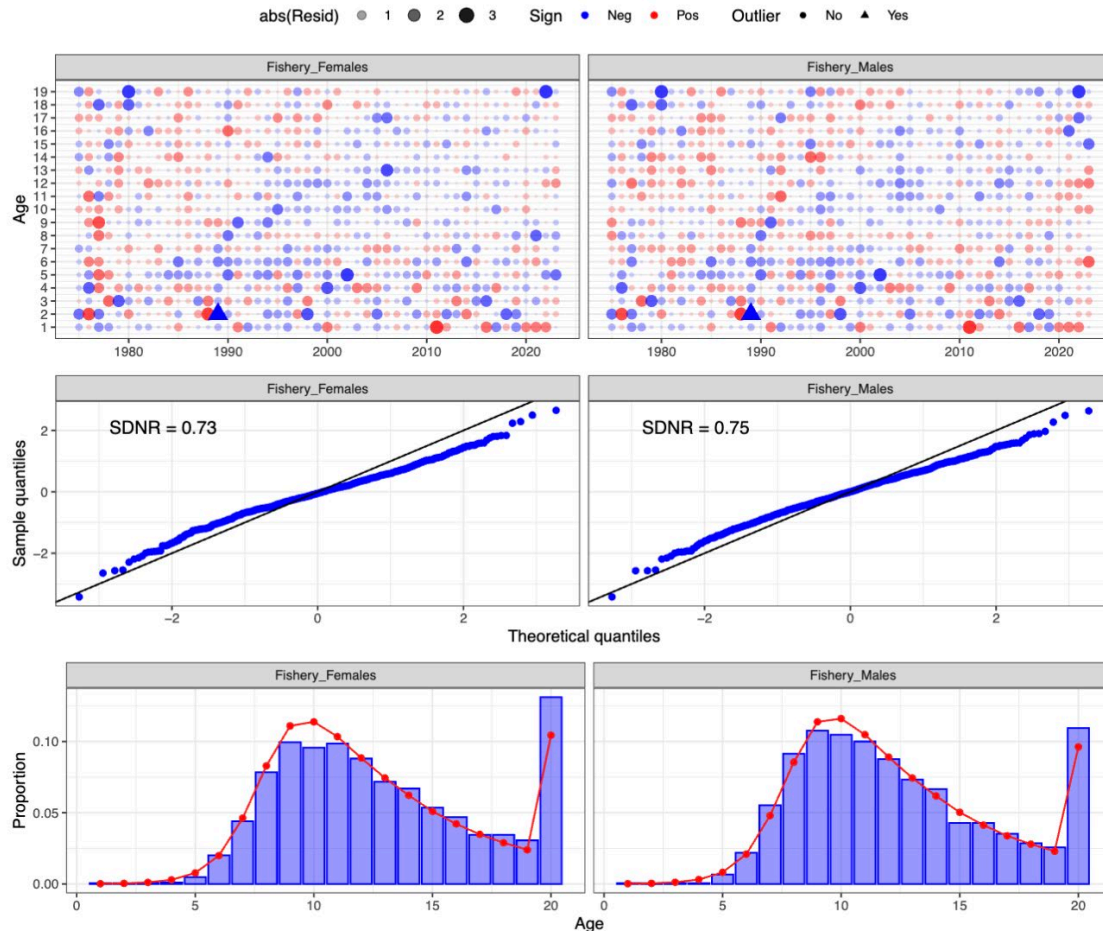 abs(Resid) 1 2 3 Sign Neg Pos Outlier No Yes
Fishery_Females Fishery_Males
Age
19
18
17
16
15
14
13
12
11
10
9
8
7
6
5
4
3
2
1
1980 1990 2000 2010 2020 1980 1990 2000 2010 2020
Fishery_Females Fishery_Males
SDNR = 0.73 SDNR = 0.75
Sample quantiles
2
0
−2
−2 0 2 −2 0 2
Theoretical quantiles
Fishery_Females Fishery_Males
Proportion
0.10
0.05
0.00
0 5 10 15 20 0 5 10 15 20
Age